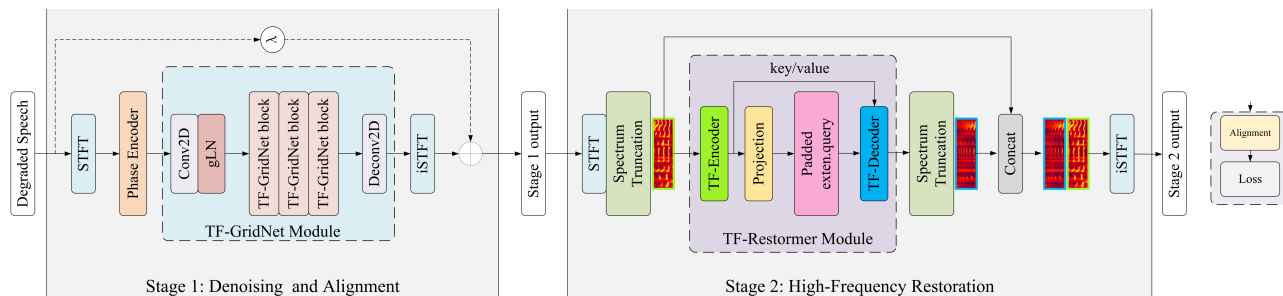 Degraded Speech
STFT
Phase Encoder
λ
Conv2D
gLN
TF-GridNet block
TF-GridNet block
TF-GridNet block
Deconv2D
TF-GridNet Module
iSTFT
Stage 1: Denoising and Alignment
Stage 1 output
STFT
Spectrum
Truncation
key/value
TF-Encoder
Projection
Padded
exten.query
TF-Decoder
TF-Restormer Module
Spectrum
Truncation
Concat
iSTFT
Stage 2: High-Frequency Restoration
Stage 2 output
Alignment
Loss